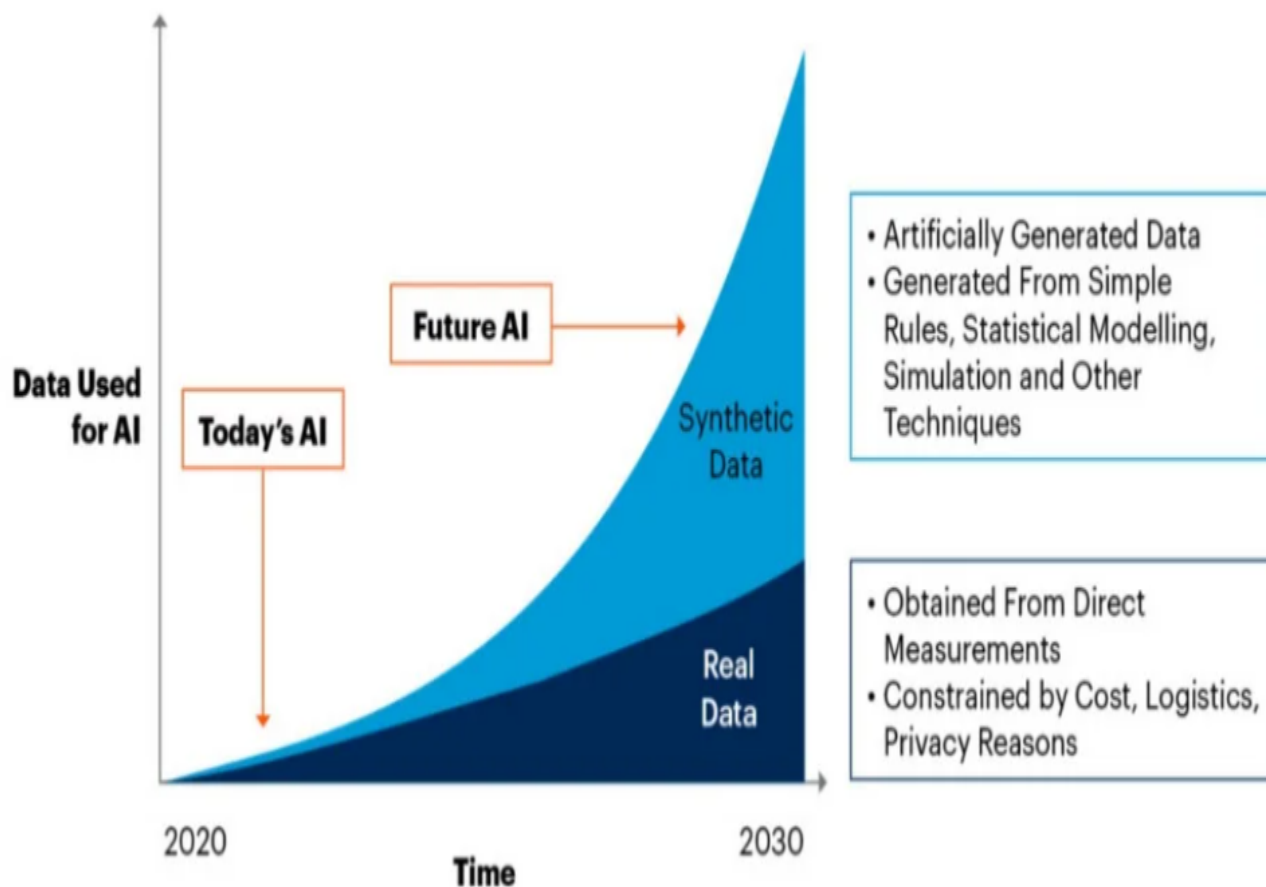 Data Used
for AI
Today's AI
Future AI
Synthetic
Data
Real
Data
2020
2030
Time
• Artificially Generated Data
• Generated From Simple
Rules, Statistical Modelling,
Simulation and Other
Techniques
• Obtained From Direct
Measurements
• Constrained by Cost, Logistics,
Privacy Reasons